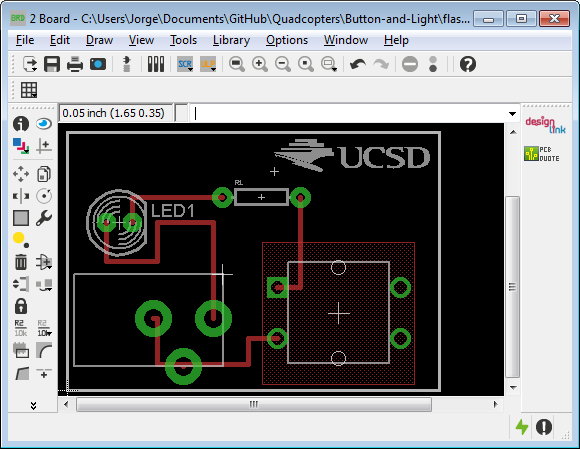 2 Board - C:\Users\Jorge\Documents\GitHub\Quadcopters\Button-and-Light\flas
File Edit Draw View Tools Library Options Window Help
SCR ULP
0.05 inch (1.65 0.35)
design
link
PCB
QUOTE
UCSD
R1
LED1
R2
10k
R2
10k